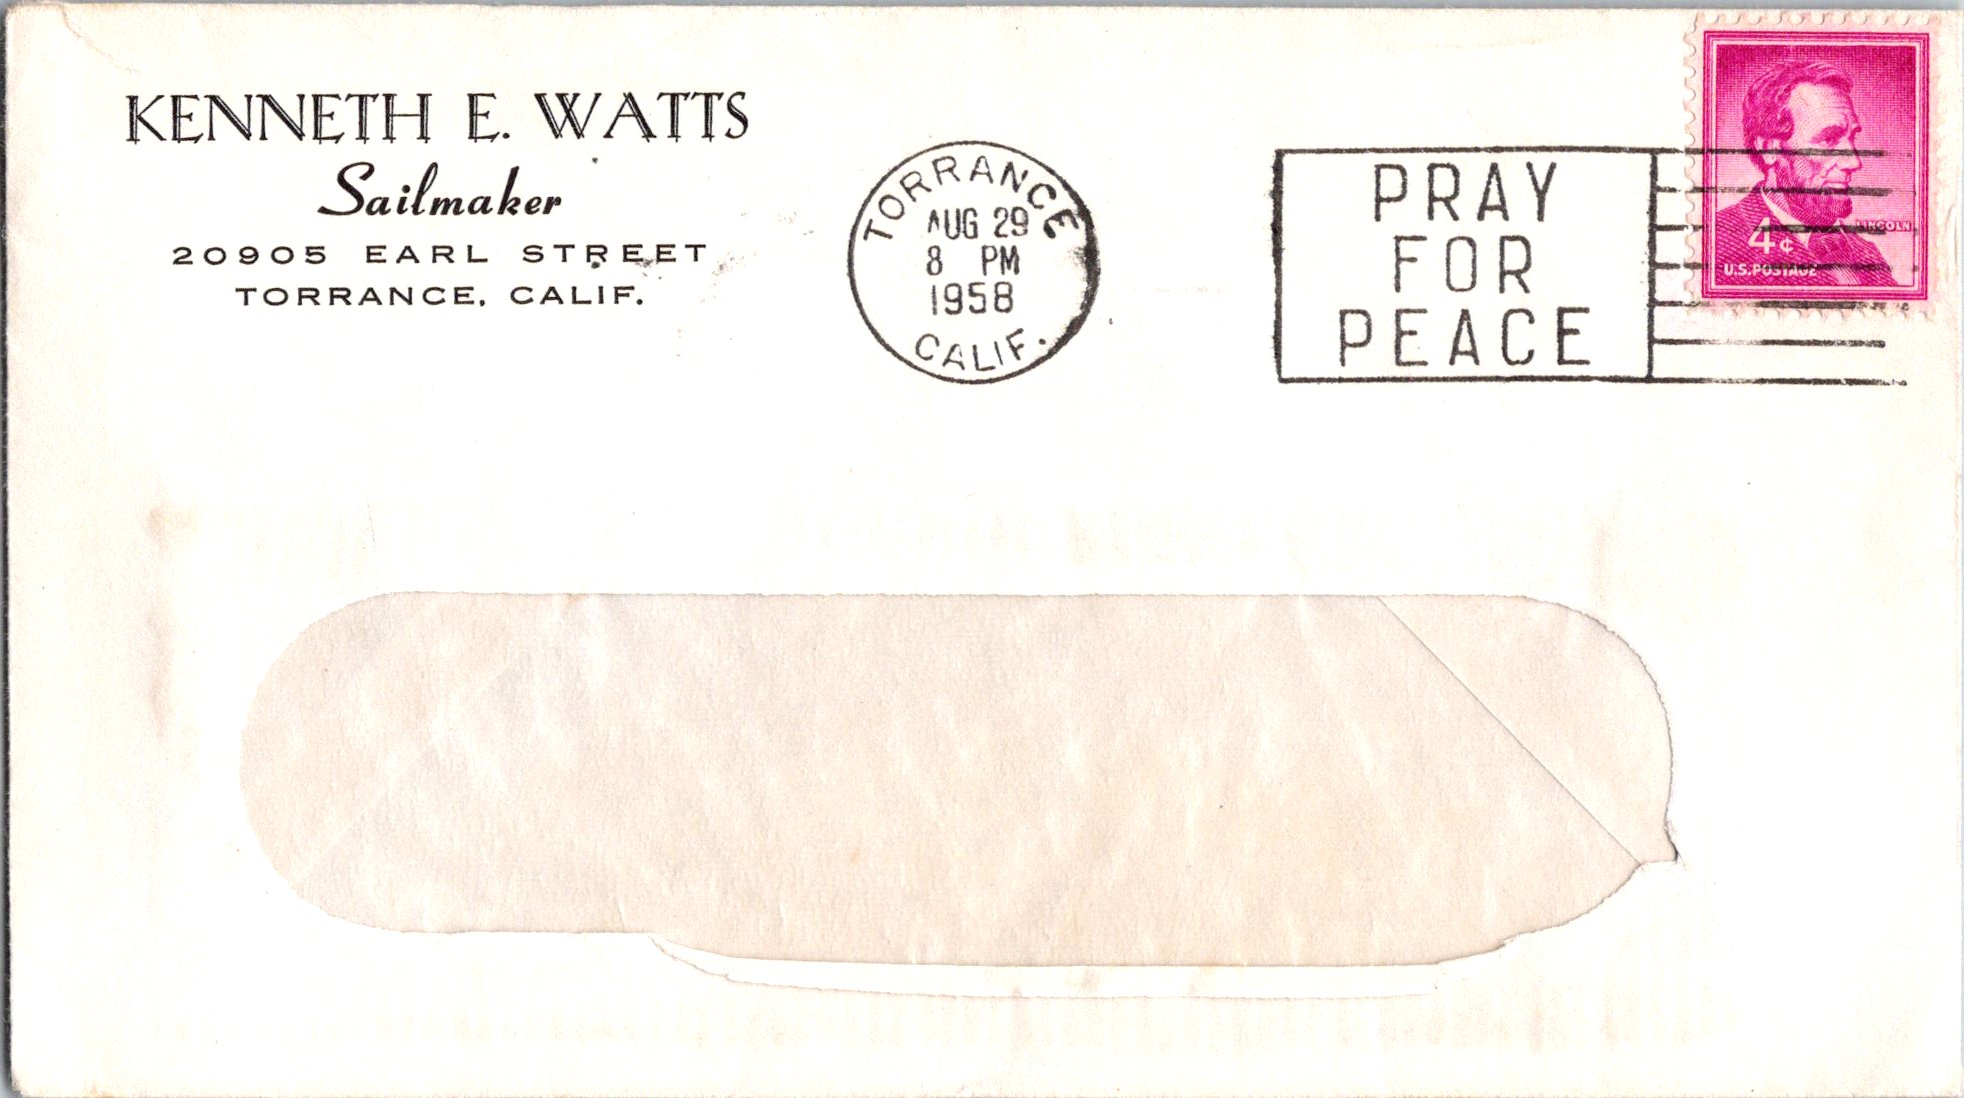 KENNETH E. WATTS
Sailmaker
20905 EARL STREET
TORRANCE, CALIF.
TORRANCE
AUG 29
8 PM
1958
CALIF.
PRAY
FOR
PEACE
LINCOLN
4¢
U.S. POSTAGE